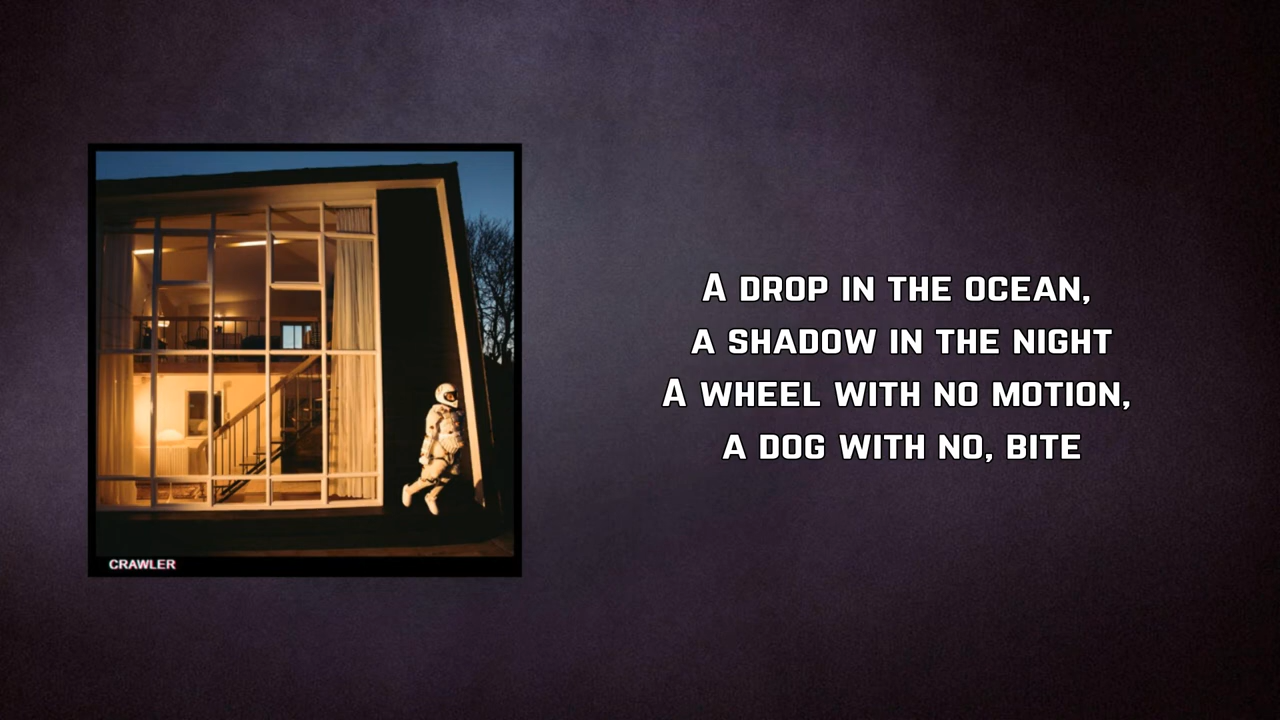 A DROP IN THE OCEAN,
A SHADOW IN THE NIGHT
A WHEEL WITH NO MOTION,
A DOG WITH NO, BITE
CRAWLER